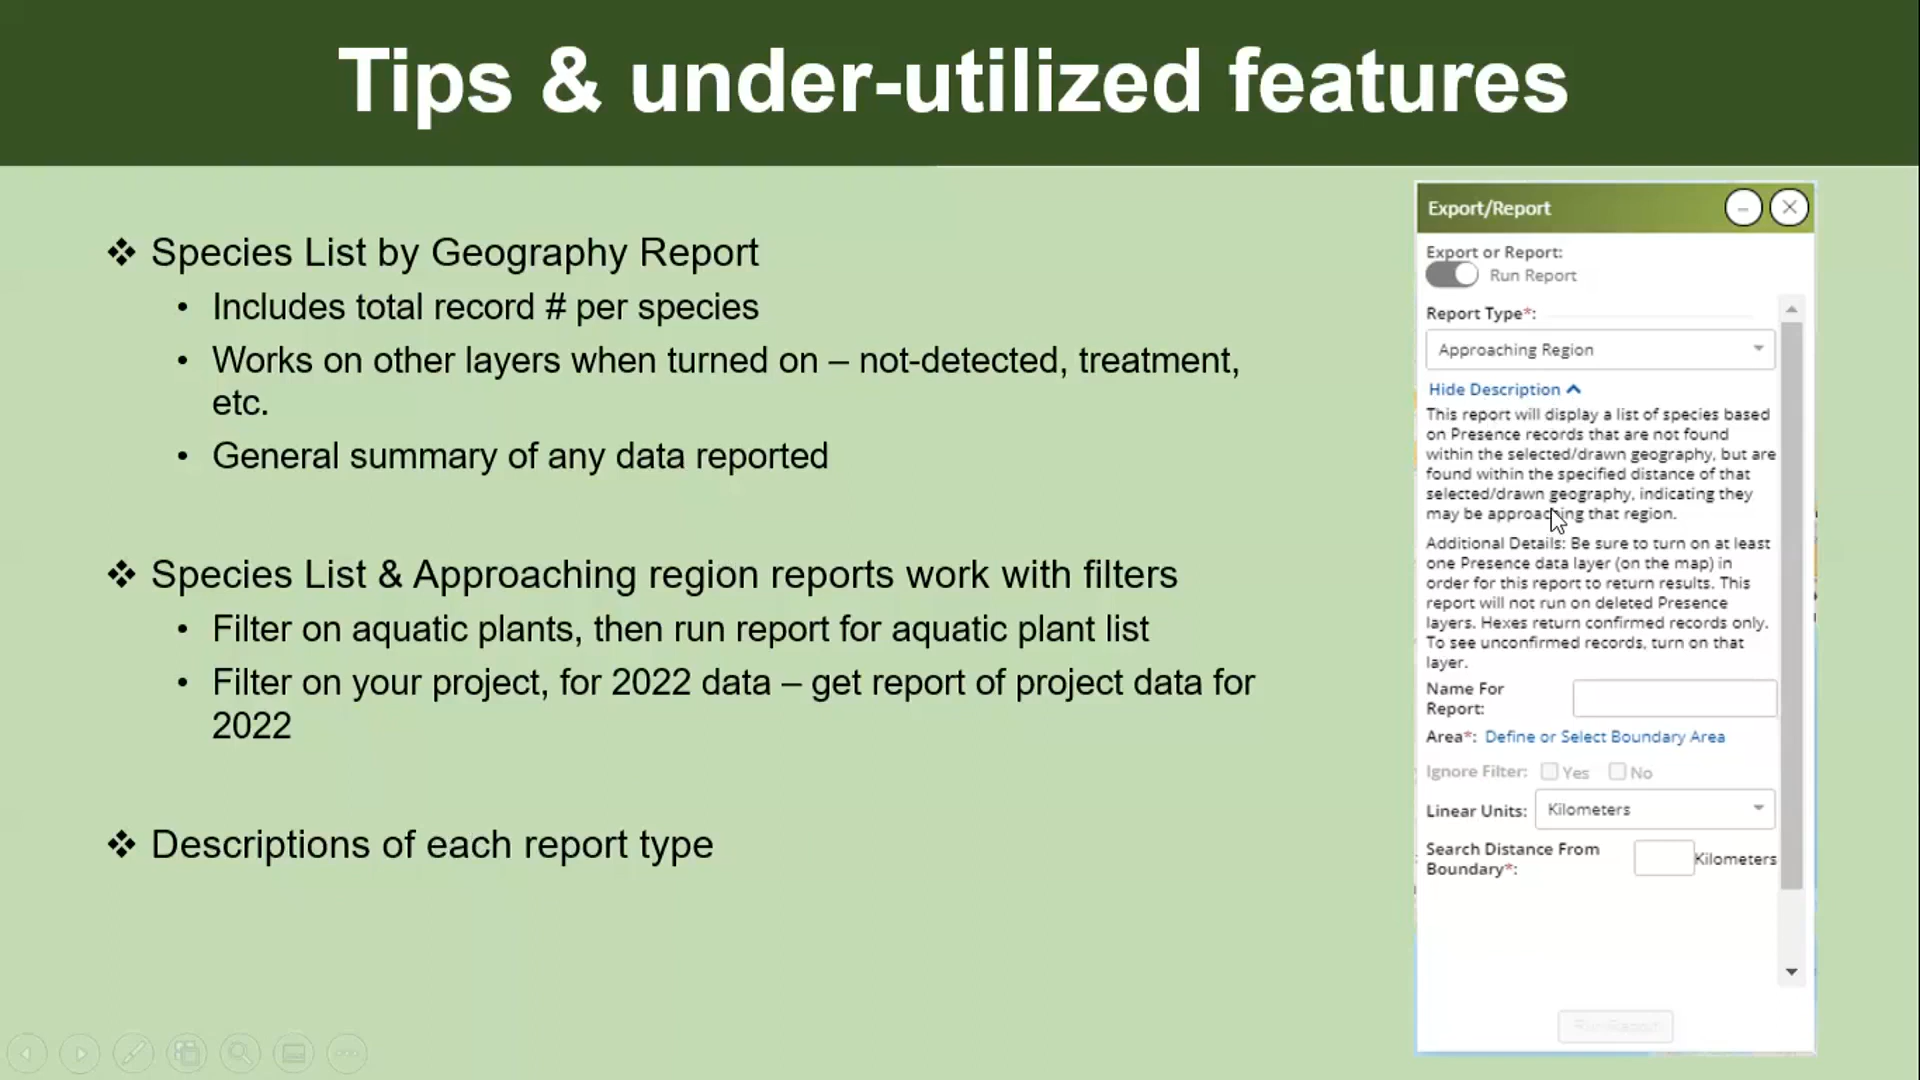 Tips & under-utilized features
❖ Species List by Geography Report
• Includes total record # per species
• Works on other layers when turned on – not-detected, treatment,
etc.
• General summary of any data reported
❖ Species List & Approaching region reports work with filters
• Filter on aquatic plants, then run report for aquatic plant list
• Filter on your project, for 2022 data – get report of project data for
2022
❖ Descriptions of each report type
Export/Report
Export or Report:
Run Report
Report Type*:
Approaching Region
Hide Description
This report will display a list of species based
on Presence records that are not found
within the selected/drawn geography, but are
found within the specified distance of that
selected/drawn geography, indicating they
may be approaching that region.
Additional Details: Be sure to turn on at least
one Presence data layer (on the map) in
order for this report to return results. This
report will not run on deleted Presence
layers. Hexes return confirmed records only.
To see unconfirmed records, turn on that
layer.
Name For
Report:
Area*: Define or Select Boundary Area
Ignore Filter: Yes No
Linear Units: Kilometers
Search Distance From
Boundary*:
Kilometers
Run Report